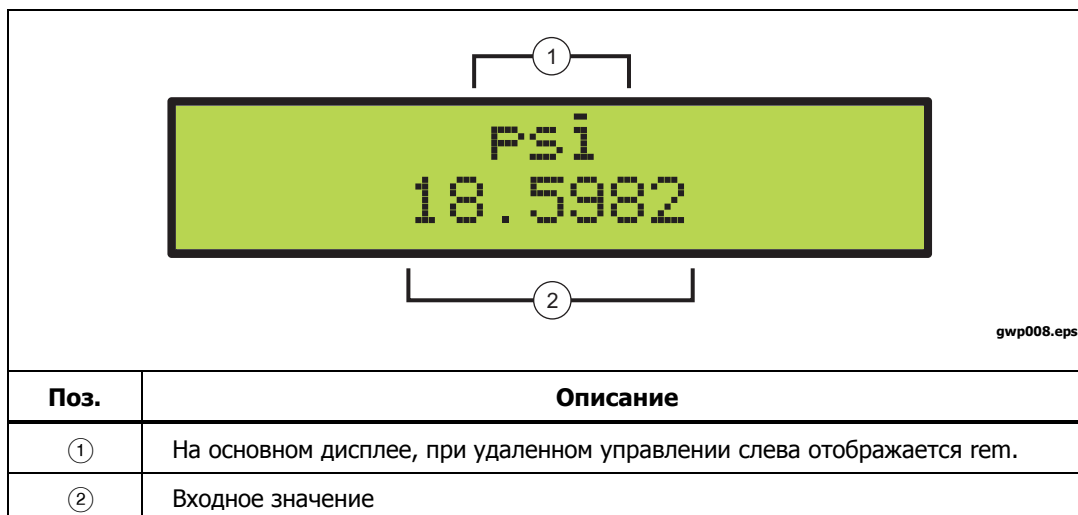 1
psi
18.5982
2
gwp008.eps
Поз.
Описание
1
На основном дисплее, при удаленном управлении слева отображается rem.
2
Входное значение